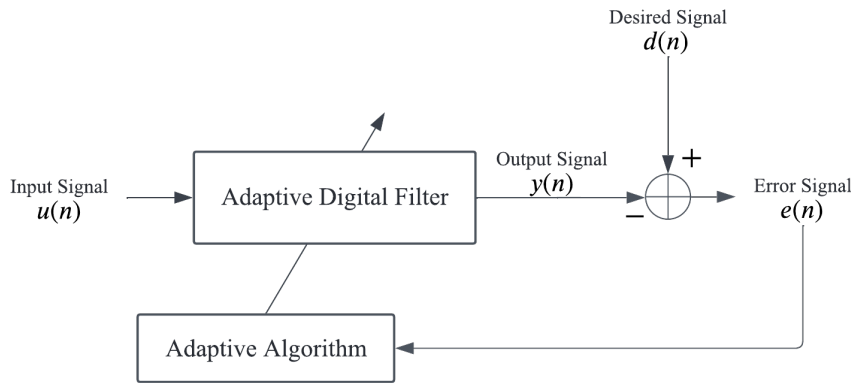 Desired Signal
d(n)
+
Output Signal
y(n)
−
Input Signal
u(n)
Adaptive Digital Filter
Error Signal
e(n)
Adaptive Algorithm